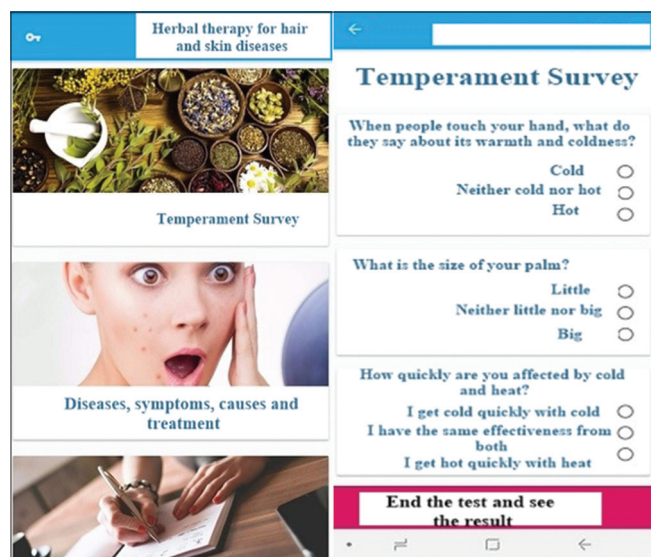 Herbal therapy for hair
and skin diseases
Temperament Survey
Diseases, symptoms, causes and
treatment
Temperament Survey
When people touch your hand, what do
they say about its warmth and coldness?
Cold
Neither cold nor hot
Hot
What is the size of your palm?
Little
Neither little nor big
Big
How quickly are you affected by cold
and heat?
I get cold quickly with cold
I have the same effectiveness from
both
I get hot quickly with heat
End the test and see
the result